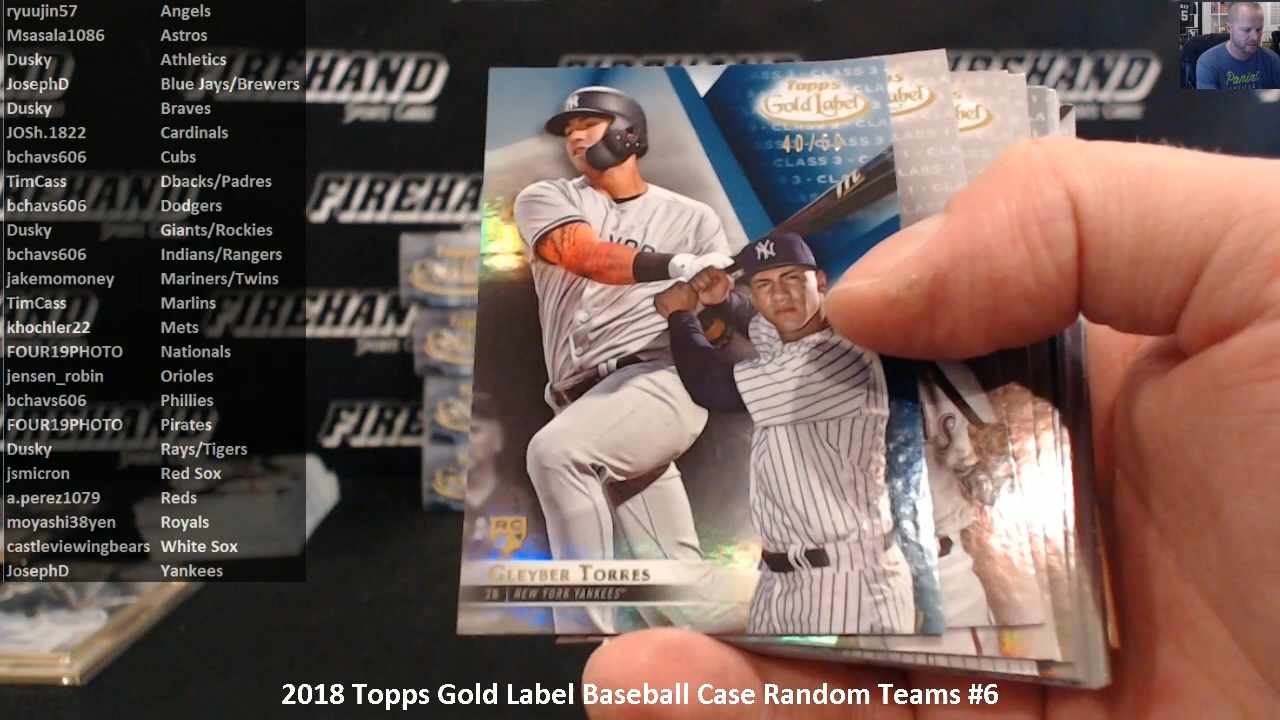 ryuujin57 Angels
Msasala1086 Astros
Dusky Athletics
JosephD Blue Jays/Brewers
Dusky Braves
JOSh.1822 Cardinals
bchavs606 Cubs
TimCass Dbacks/Padres
bchavs606 Dodgers
Dusky Giants/Rockies
bchavs606 Indians/Rangers
jakemomoney Mariners/Twins
TimCass Marlins
khochler22 Mets
FOUR19PHOTO Nationals
jensen_robin Orioles
bchavs606 Phillies
FOUR19PHOTO Pirates
Dusky Rays/Tigers
jsmicron Red Sox
a.perez1079 Reds
moyashi38yen Royals
castleviewingbears White Sox
JosephD Yankees
FIREHAND
Topps
Gold Label
CLASS 3
RC
GLEYBER TORRES
2B | NEW YORK YANKEES
Panini
2018 Topps Gold Label Baseball Case Random Teams #6